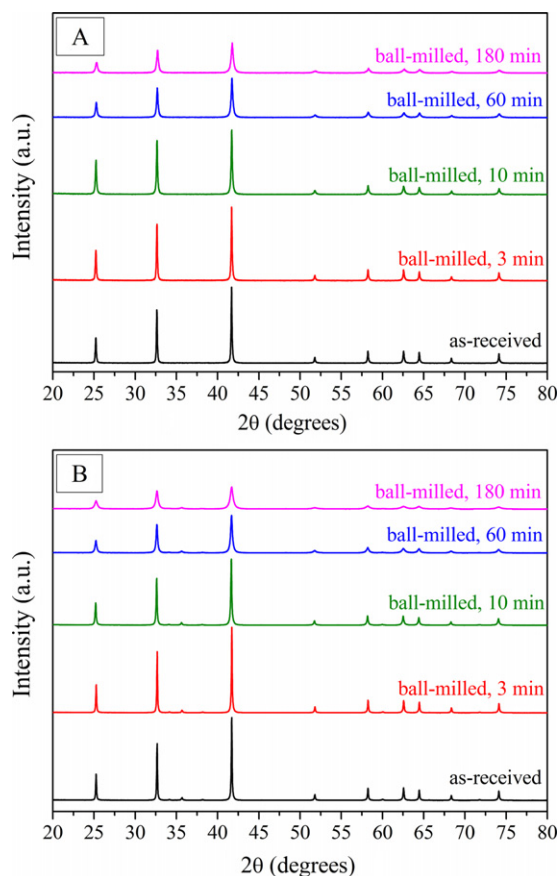 A
ball-milled, 180 min
ball-milled, 60 min
ball-milled, 10 min
ball-milled, 3 min
as-received
Intensity (a.u.)
20 25 30 35 40 45 50 55 60 65 70 75 80
2θ (degrees)
B
ball-milled, 180 min
ball-milled, 60 min
ball-milled, 10 min
ball-milled, 3 min
as-received
Intensity (a.u.)
20 25 30 35 40 45 50 55 60 65 70 75 80
2θ (degrees)